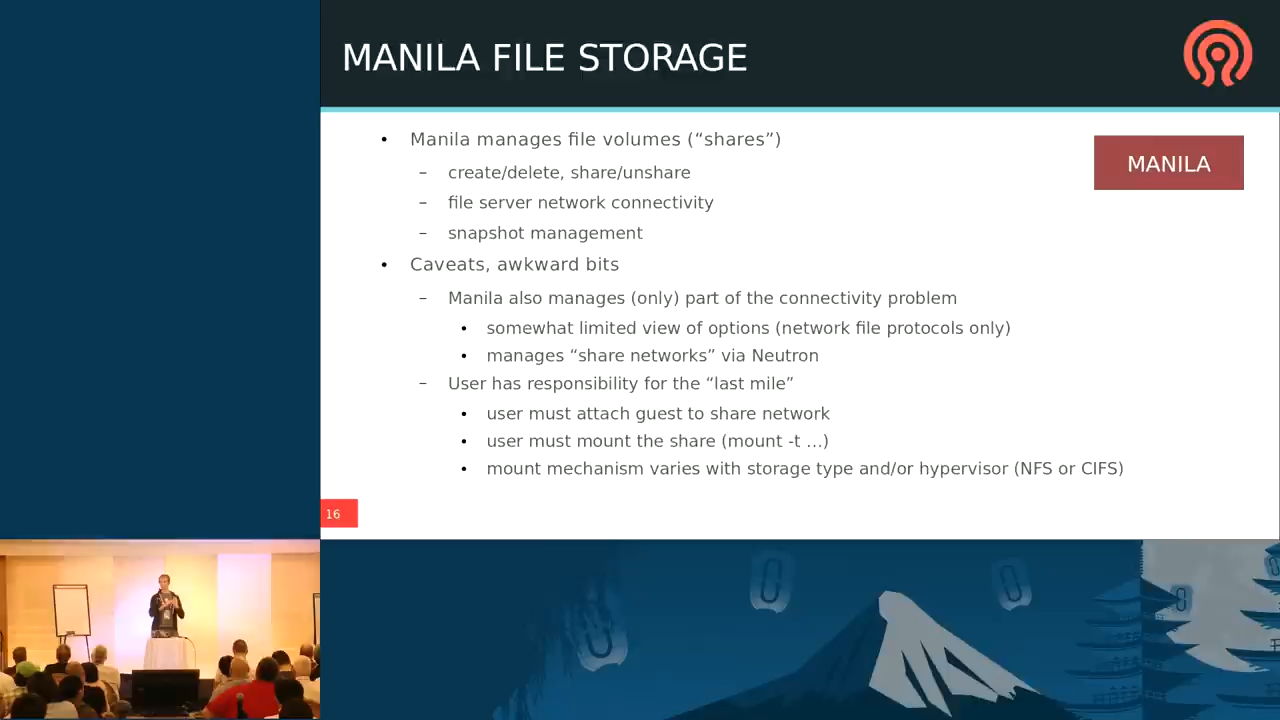 MANILA FILE STORAGE
• Manila manages file volumes (“shares”)
– create/delete, share/unshare
– file server network connectivity
– snapshot management
• Caveats, awkward bits
– Manila also manages (only) part of the connectivity problem
• somewhat limited view of options (network file protocols only)
• manages “share networks” via Neutron
– User has responsibility for the “last mile”
• user must attach guest to share network
• user must mount the share (mount -t …)
• mount mechanism varies with storage type and/or hypervisor (NFS or CIFS)
MANILA
16